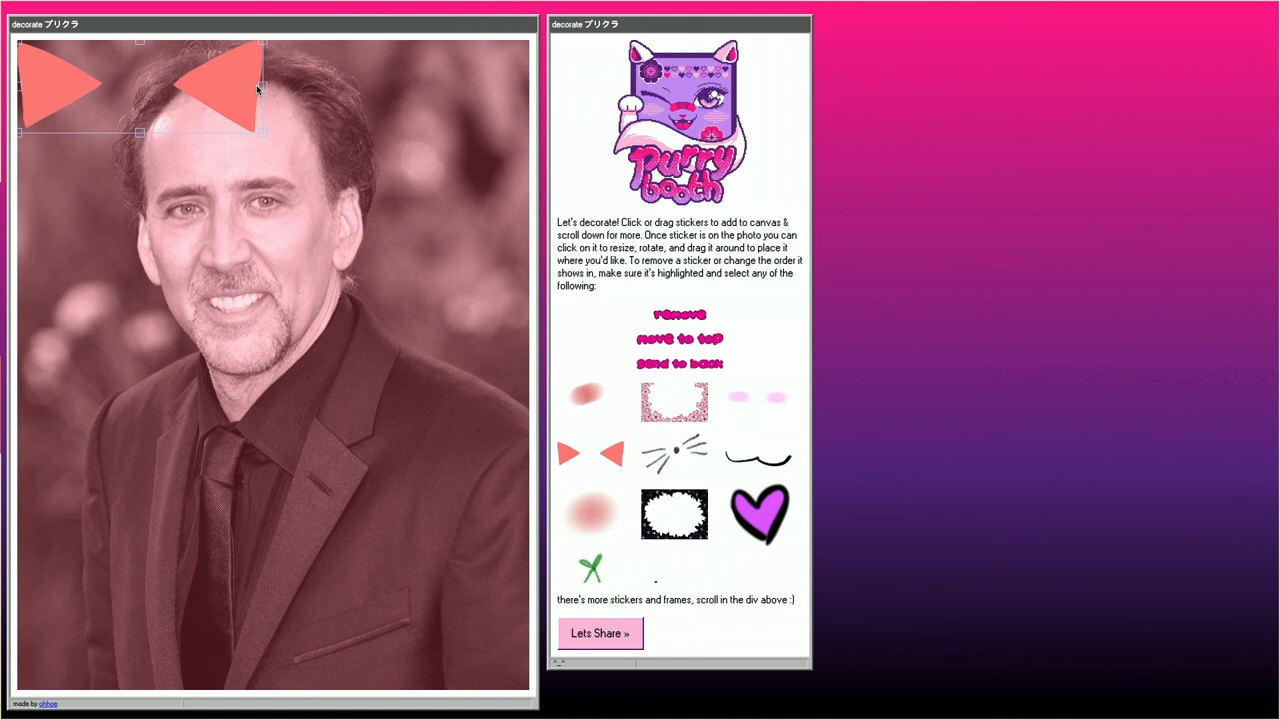 decorate プリクラ
made by ohhoe
decorate プリクラ
Purry
booth
Let's decorate! Click or drag stickers to add to canvas &
scroll down for more. Once sticker is on the photo you can
click on it to resize, rotate, and drag it around to place it
where you'd like. To remove a sticker or change the order it
shows in, make sure it's highlighted and select any of the
following:
remove
move to top
send to back
there's more stickers and frames, scroll in the div above :)
Lets Share »
^_^